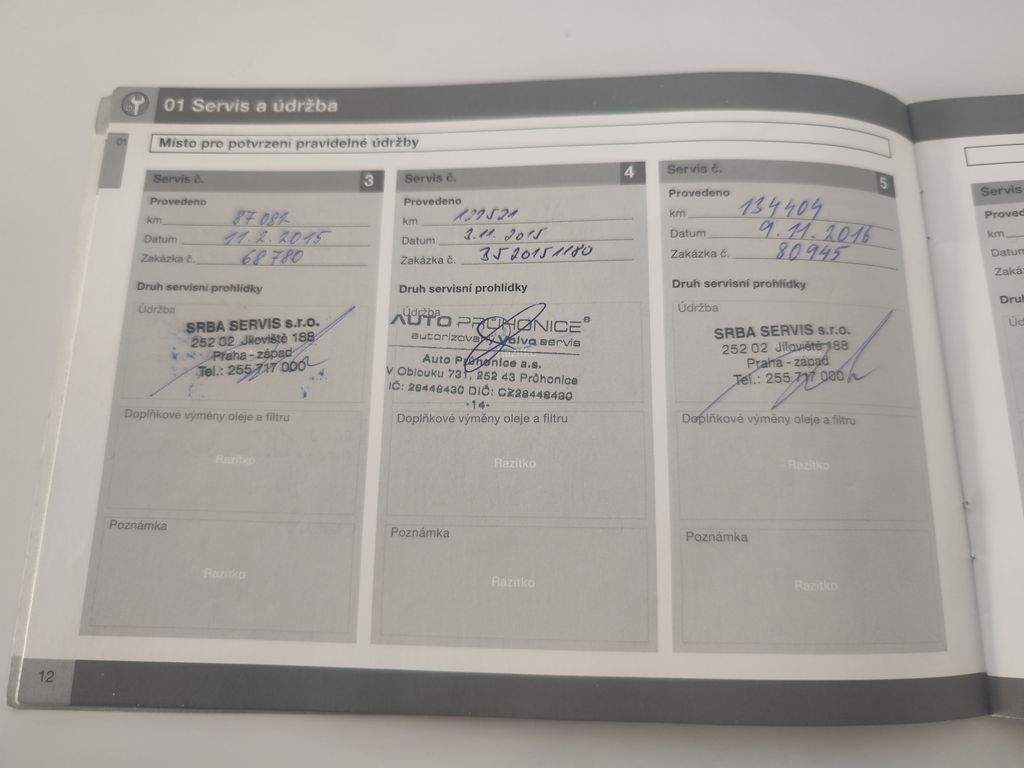 01 Servis a údržba
01
Místo pro potvrzení pravidelné údržby
Servis č. 3
Provedeno
km 87 082
Datum 11. 2. 2015
Zakázka č. 68 780
Druh servisní prohlídky
Údržba
SRBA SERVIS s.r.o.
252 02 Jíloviště 188
Praha - západ
Tel.: 255 717 000
Doplňkové výměny oleje a filtru
Razítko
Poznámka
Razítko
Servis č. 4
Provedeno
km
Datum 3.11. 2015
Zakázka č.
Druh servisní prohlídky
Údržba
AUTO PRŮHONICE®
autorizovaný Volvo servis
Auto Průhonice a.s.
V Oblouku 731, 252 43 Průhonice
IČ: 28448430 DIČ: CZ28448430
-14-
Doplňkové výměny oleje a filtru
Razítko
Poznámka
Razítko
Servis č. 5
Provedeno
km 134 404
Datum 9. 11. 2016
Zakázka č. 80945
Druh servisní prohlídky
Údržba
SRBA SERVIS s.r.o.
252 02 Jíloviště 188
Praha - západ
Tel.: 255 717 000
Doplňkové výměny oleje a filtru
Razítko
Poznámka
Razítko
Servis
km
12